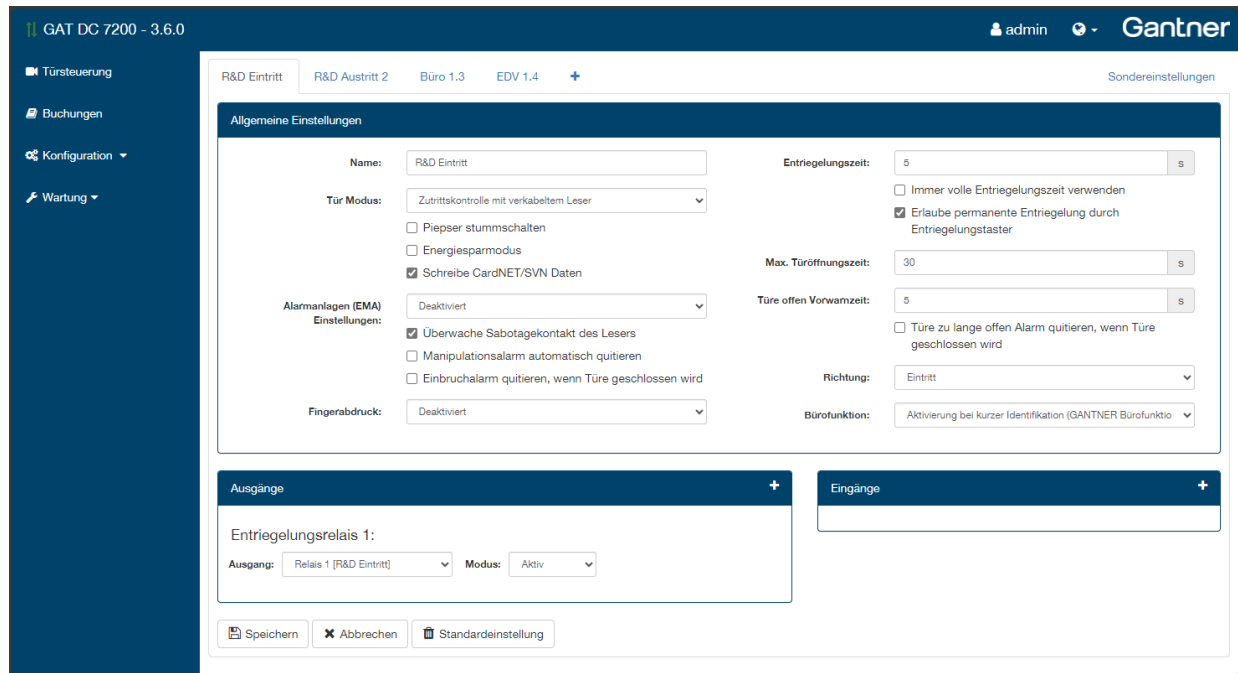 GAT DC 7200 - 3.6.0
admin
Gantner
Türsteuerung
Buchungen
Konfiguration
Wartung
R&D Eintritt
R&D Austritt 2
Büro 1.3
EDV 1.4
+
Sondereinstellungen
Allgemeine Einstellungen
Name:
R&D Eintritt
Tür Modus:
Zutrittskontrolle mit verkabeltem Leser
Piepser stummschalten
Energiesparmodus
Schreibe CardNET/SVN Daten
Alarmanlagen (EMA)
Einstellungen:
Deaktiviert
Überwache Sabotagekontakt des Lesers
Manipulationsalarm automatisch quitieren
Einbruchalarm quitieren, wenn Türe geschlossen wird
Fingerabdruck:
Deaktiviert
Entriegelungszeit:
5 s
Immer volle Entriegelungszeit verwenden
Erlaube permanente Entriegelung durch
Entriegelungstaster
Max. Türöffnungszeit:
30 s
Türe offen Vorwarnzeit:
5 s
Türe zu lange offen Alarm quitieren, wenn Türe
geschlossen wird
Richtung:
Eintritt
Bürofunktion:
Aktivierung bei kurzer Identifikation (GANTNER Bürofunktio
Ausgänge
+
Entriegelungsrelais 1:
Ausgang: Relais 1 [R&D Eintritt] Modus: Aktiv
Eingänge
+
Speichern
Abbrechen
Standardeinstellung